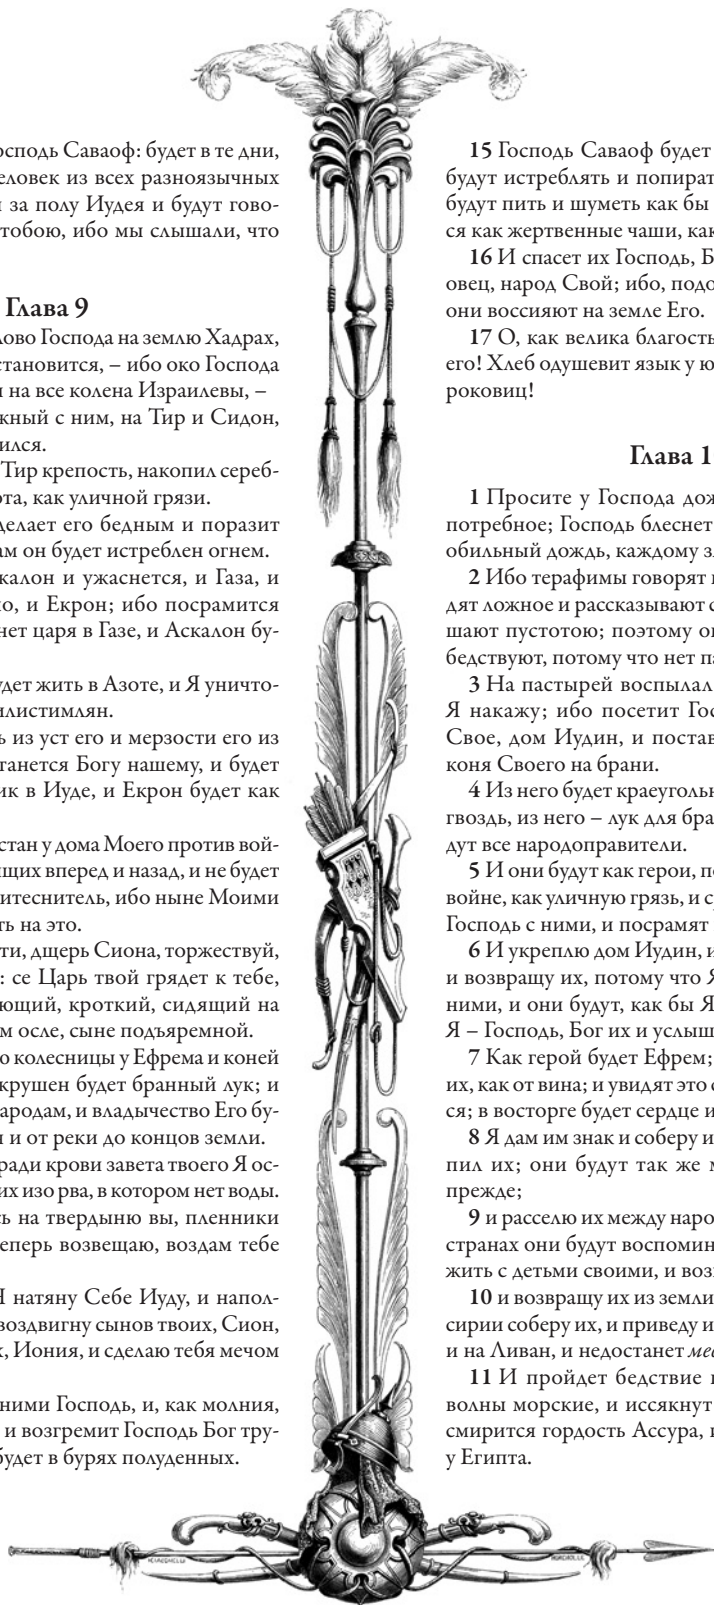 осподь Саваоф: будет в те дни,
еловек из всех разноязычных
за полу Иудея и будут гово-
тобою, ибо мы слышали, что
Глава 9
лово Господа на землю Хадрах,
становится, – ибо око Господа
и на все колена Израилевы, –
жный с ним, на Тир и Сидон,
ился.
Тир крепость, накопил сереб-
ота, как уличной грязи.
делает его бедным и поразит
ам он будет истреблен огнем.
калон и ужаснется, и Газа, и
но, и Екрон; ибо посрамится
нет царя в Газе, и Аскалон бу-
удет жить в Азоте, и Я уничто-
илистимлян.
ь из уст его и мерзости его из
танется Богу нашему, и будет
ик в Иуде, и Екрон будет как
стан у дома Моего против вой-
щих вперед и назад, и не будет
итеснитель, ибо ныне Моими
ть на это.
ти, дщерь Сиона, торжествуй,
: се Царь твой грядет к тебе,
ющий, кроткий, сидящий на
м осле, сыне подъяремной.
ю колесницы у Ефрема и коней
крушен будет бранный лук; и
ародам, и владычество Его бу-
я и от реки до концов земли.
ради крови завета твоего Я ос-
их изо рва, в котором нет воды.
сь на твердыню вы, пленники
еперь возвещаю, воздам тебе
Я натяну Себе Иуду, и напол-
воздвигну сынов твоих, Сион,
х, Иония, и сделаю тебя мечом
ними Господь, и, как молния,
и возгремит Господь Бог тру-
будет в бурях полуденных.
15 Господь Саваоф будет
будут истреблять и попират
будут пить и шуметь как бы
ся как жертвенные чаши, как
16 И спасет их Господь, Б
овец, народ Свой; ибо, подо
они воссияют на земле Его.
17 О, как велика благость
его! Хлеб одушевит язык у ю
роковиц!
Глава 1
1 Просите у Господа дож
потребное; Господь блеснет
обильный дождь, каждому зл
2 Ибо терафимы говорят п
дят ложное и рассказывают с
шают пустотою; поэтому он
бедствуют, потому что нет па
3 На пастырей воспылал
Я накажу; ибо посетит Гос
Свое, дом Иудин, и постав
коня Своего на брани.
4 Из него будет краеугольн
гвоздь, из него – лук для бра
дут все народоправители.
5 И они будут как герои, по
войне, как уличную грязь, и с
Господь с ними, и посрамят
6 И укреплю дом Иудин, и
и возвращу их, потому что Я
ними, и они будут, как бы Я
Я – Господь, Бог их и услыш
7 Как герой будет Ефрем;
их, как от вина; и увидят это
ся; в восторге будет сердце и
8 Я дам им знак и соберу и
пил их; они будут так же м
прежде;
9 и расселю их между наро
странах они будут воспомин
жить с детьми своими, и воз
10 и возвращу их из земли
сирии соберу их, и приведу и
и на Ливан, и недостанет мес
11 И пройдет бедствие п
волны морские, и иссякнут
смирится гордость Ассура, и
у Египта.